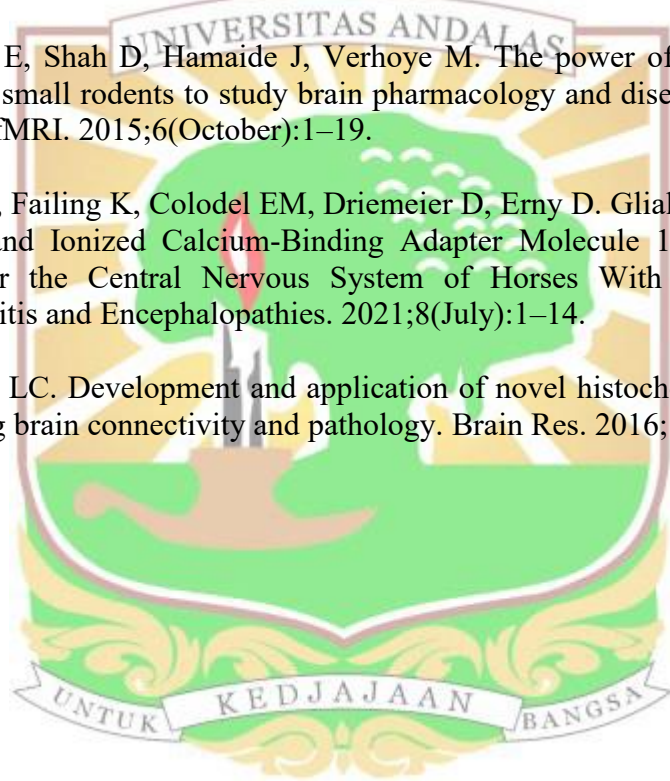 UNIVERSITAS ANDALAS
E, Shah D, Hamaide J, Verhoye M. The power of
small rodents to study brain pharmacology and dise
fMRI. 2015;6(October):1–19.
, Failing K, Colodel EM, Driemeier D, Erny D. Glial
and Ionized Calcium-Binding Adapter Molecule 1
r the Central Nervous System of Horses With
itis and Encephalopathies. 2021;8(July):1–14.
LC. Development and application of novel histoch
g brain connectivity and pathology. Brain Res. 2016;
UNTUK KEDJAJAAN BANGSA